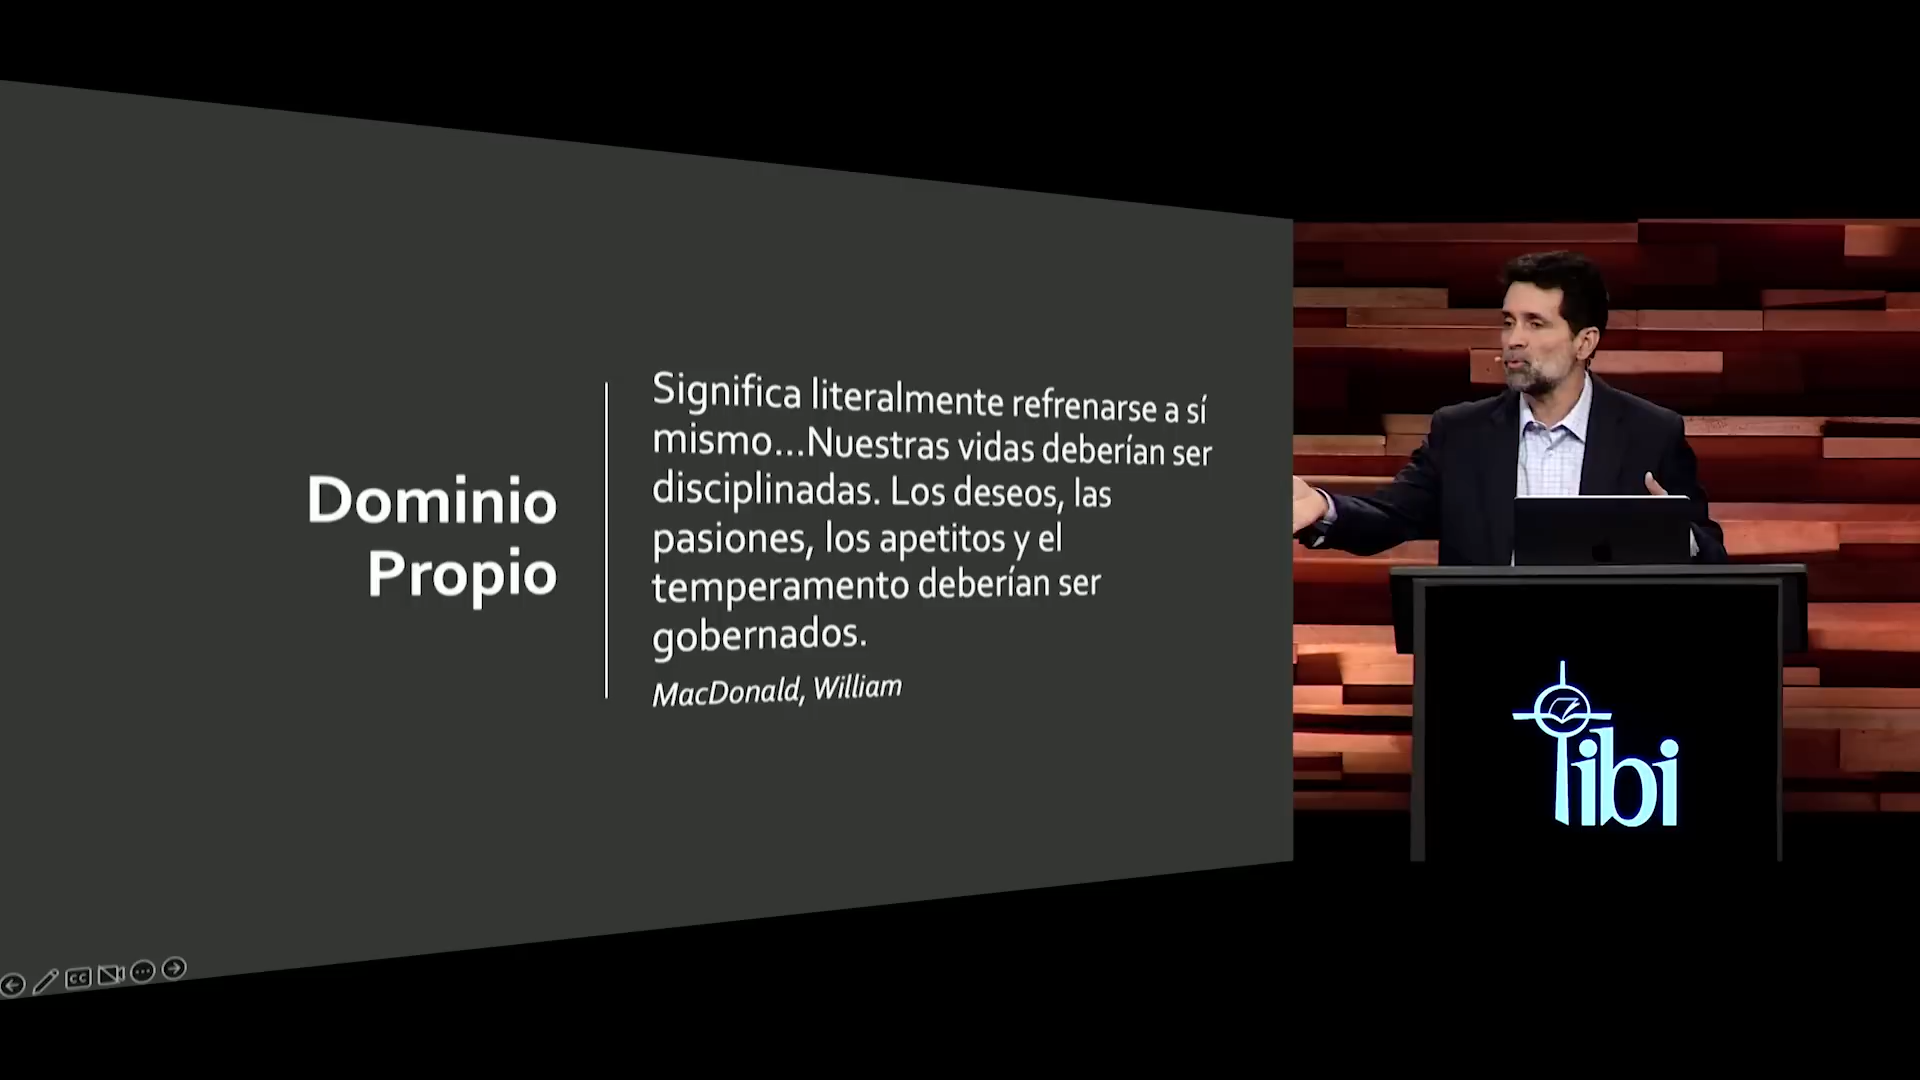 Dominio
Propio
Significa literalmente refrenarse a sí
mismo...Nuestras vidas deberían ser
disciplinadas. Los deseos, las
pasiones, los apetitos y el
temperamento deberían ser
gobernados.
MacDonald, William
CC
ibi